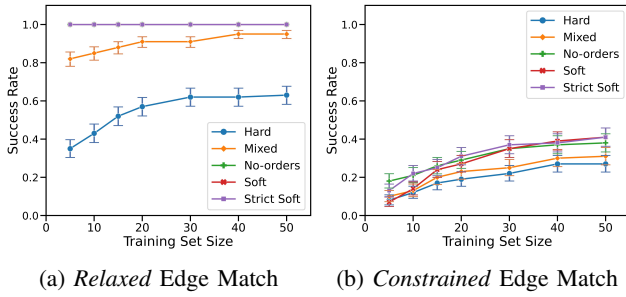 1.0
0.8
0.6
0.4
0.2
0.0
Success Rate
10 20 30 40 50
Training Set Size
Hard
Mixed
No-orders
Soft
Strict Soft
(a) Relaxed Edge Match
1.0
0.8
0.6
0.4
0.2
0.0
Success Rate
10 20 30 40 50
Training Set Size
Hard
Mixed
No-orders
Soft
Strict Soft
(b) Constrained Edge Match